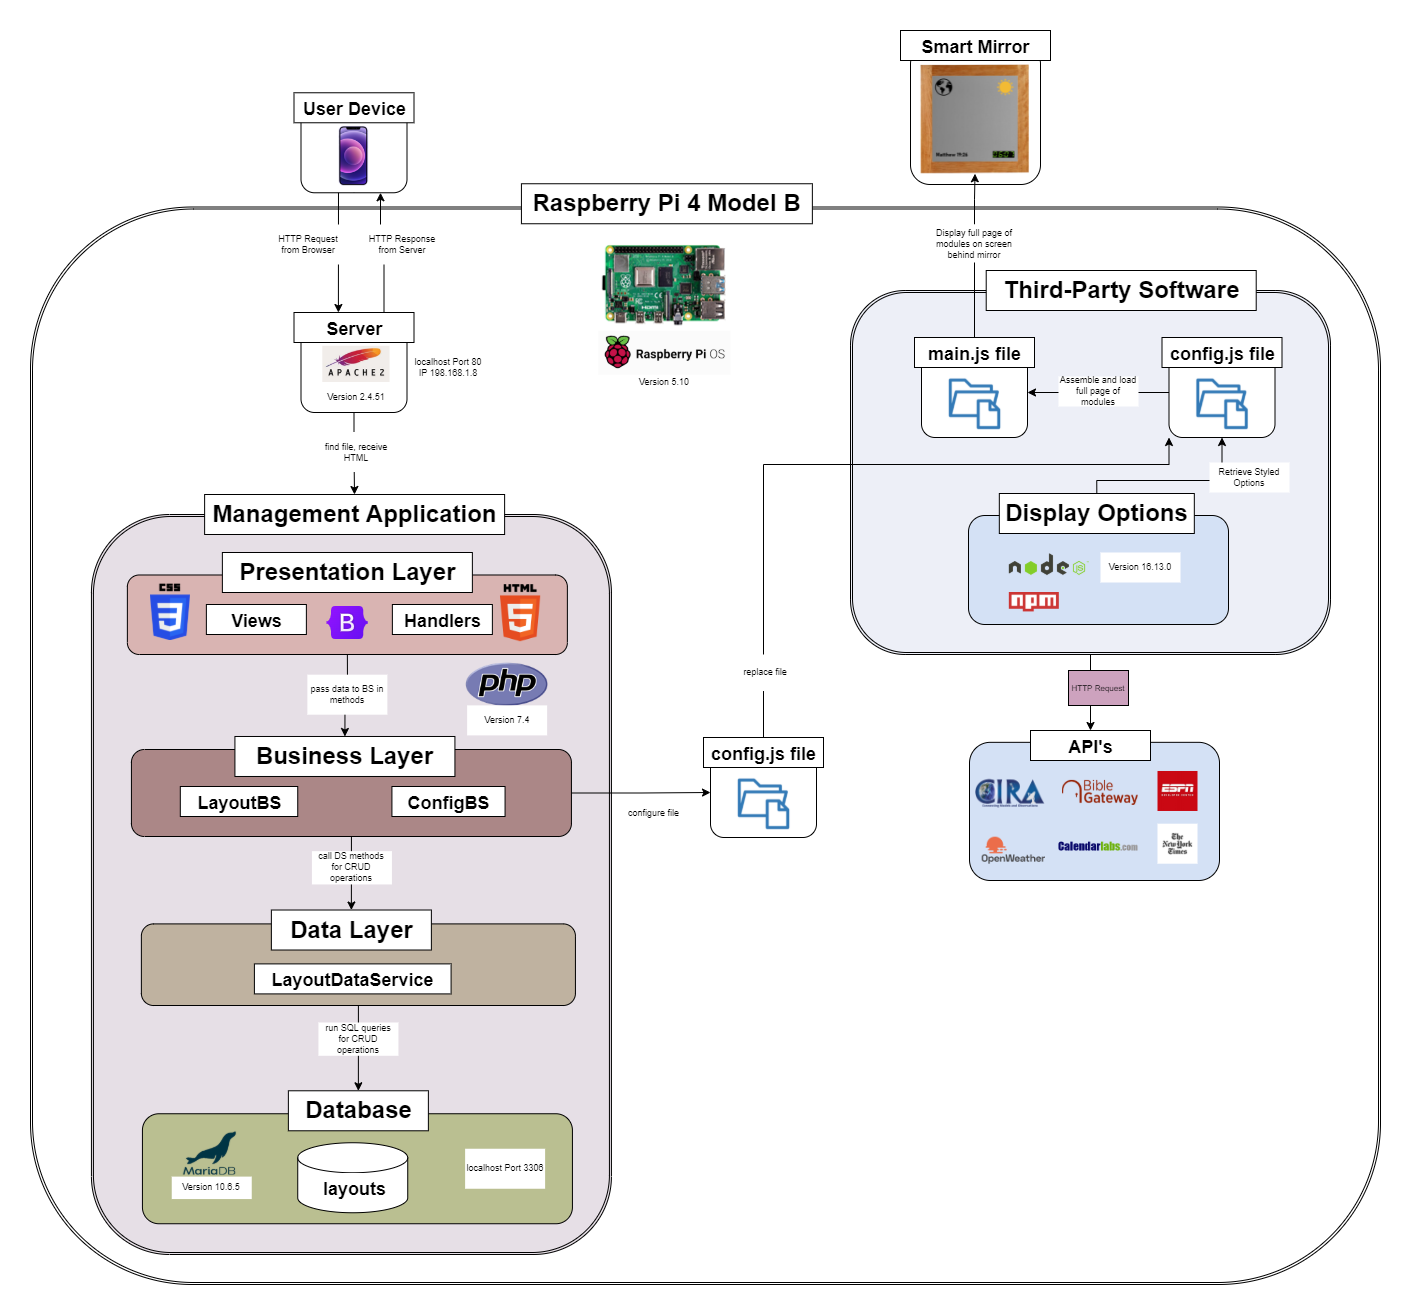 Smart Mirror
Matthew 19:26
User Device
Raspberry Pi 4 Model B
HTTP Request
from Browser
HTTP Response
from Server
Display full page of
modules on screen
behind mirror
Third-Party Software
Server
APACHE2
Version 2.4.51
localhost Port 80
IP 198.168.1.8
Raspberry Pi OS
Version 5.10
main.js file
config.js file
Assemble and load
full page of
modules
find file, receive
HTML
Retrieve Styled
Options
Management Application
Display Options
node
JS
Version 16.13.0
npm
Presentation Layer
CSS
3
Views
B
Handlers
HTML
5
pass data to BS in
methods
php
Version 7.4
replace file
HTTP Request
Business Layer
LayoutBS
ConfigBS
configure file
config.js file
API's
CIRA
Bible
Gateway
ESPN
OpenWeather
Calendarlabs.com
The
New York
Times
call DS methods
for CRUD
operations
Data Layer
LayoutDataService
run SQL queries
for CRUD
operations
Database
MariaDB
Version 10.6.5
layouts
localhost Port 3306